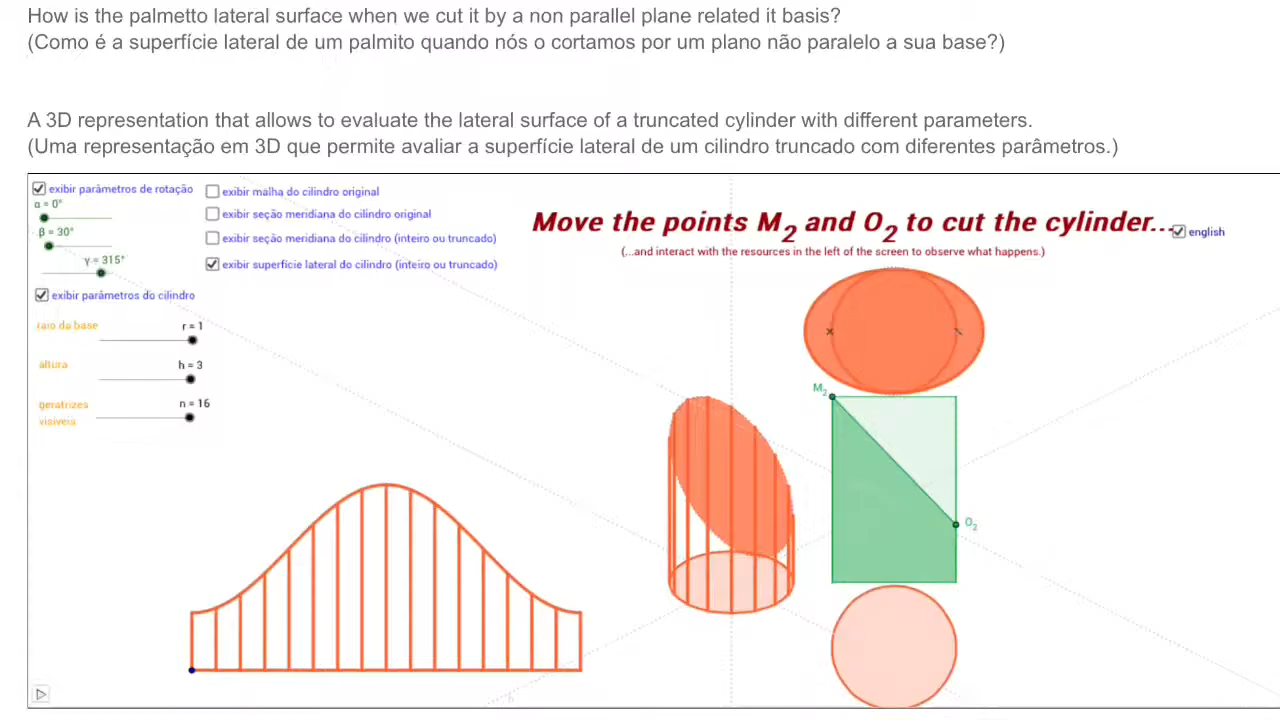 How is the palmetto lateral surface when we cut it by a non parallel plane related it basis?
(Como é a superfície lateral de um palmito quando nós o cortamos por um plano não paralelo a sua base?)
A 3D representation that allows to evaluate the lateral surface of a truncated cylinder with different parameters.
(Uma representação em 3D que permite avaliar a superfície lateral de um cilindro truncado com diferentes parâmetros.)
exibir parâmetros de rotação
α = 0°
β = 30°
γ = 315°
exibir parâmetros do cilindro
raio da base
r = 1
altura
h = 3
geratrizes
visíveis
n = 16
exibir malha do cilindro original
exibir seção meridiana do cilindro original
exibir seção meridiana do cilindro (inteiro ou truncado)
exibir superfície lateral do cilindro (inteiro ou truncado)
Move the points M2 and O2 to cut the cylinder...
english
(...and interact with the resources in the left of the screen to observe what happens.)
M2
O2